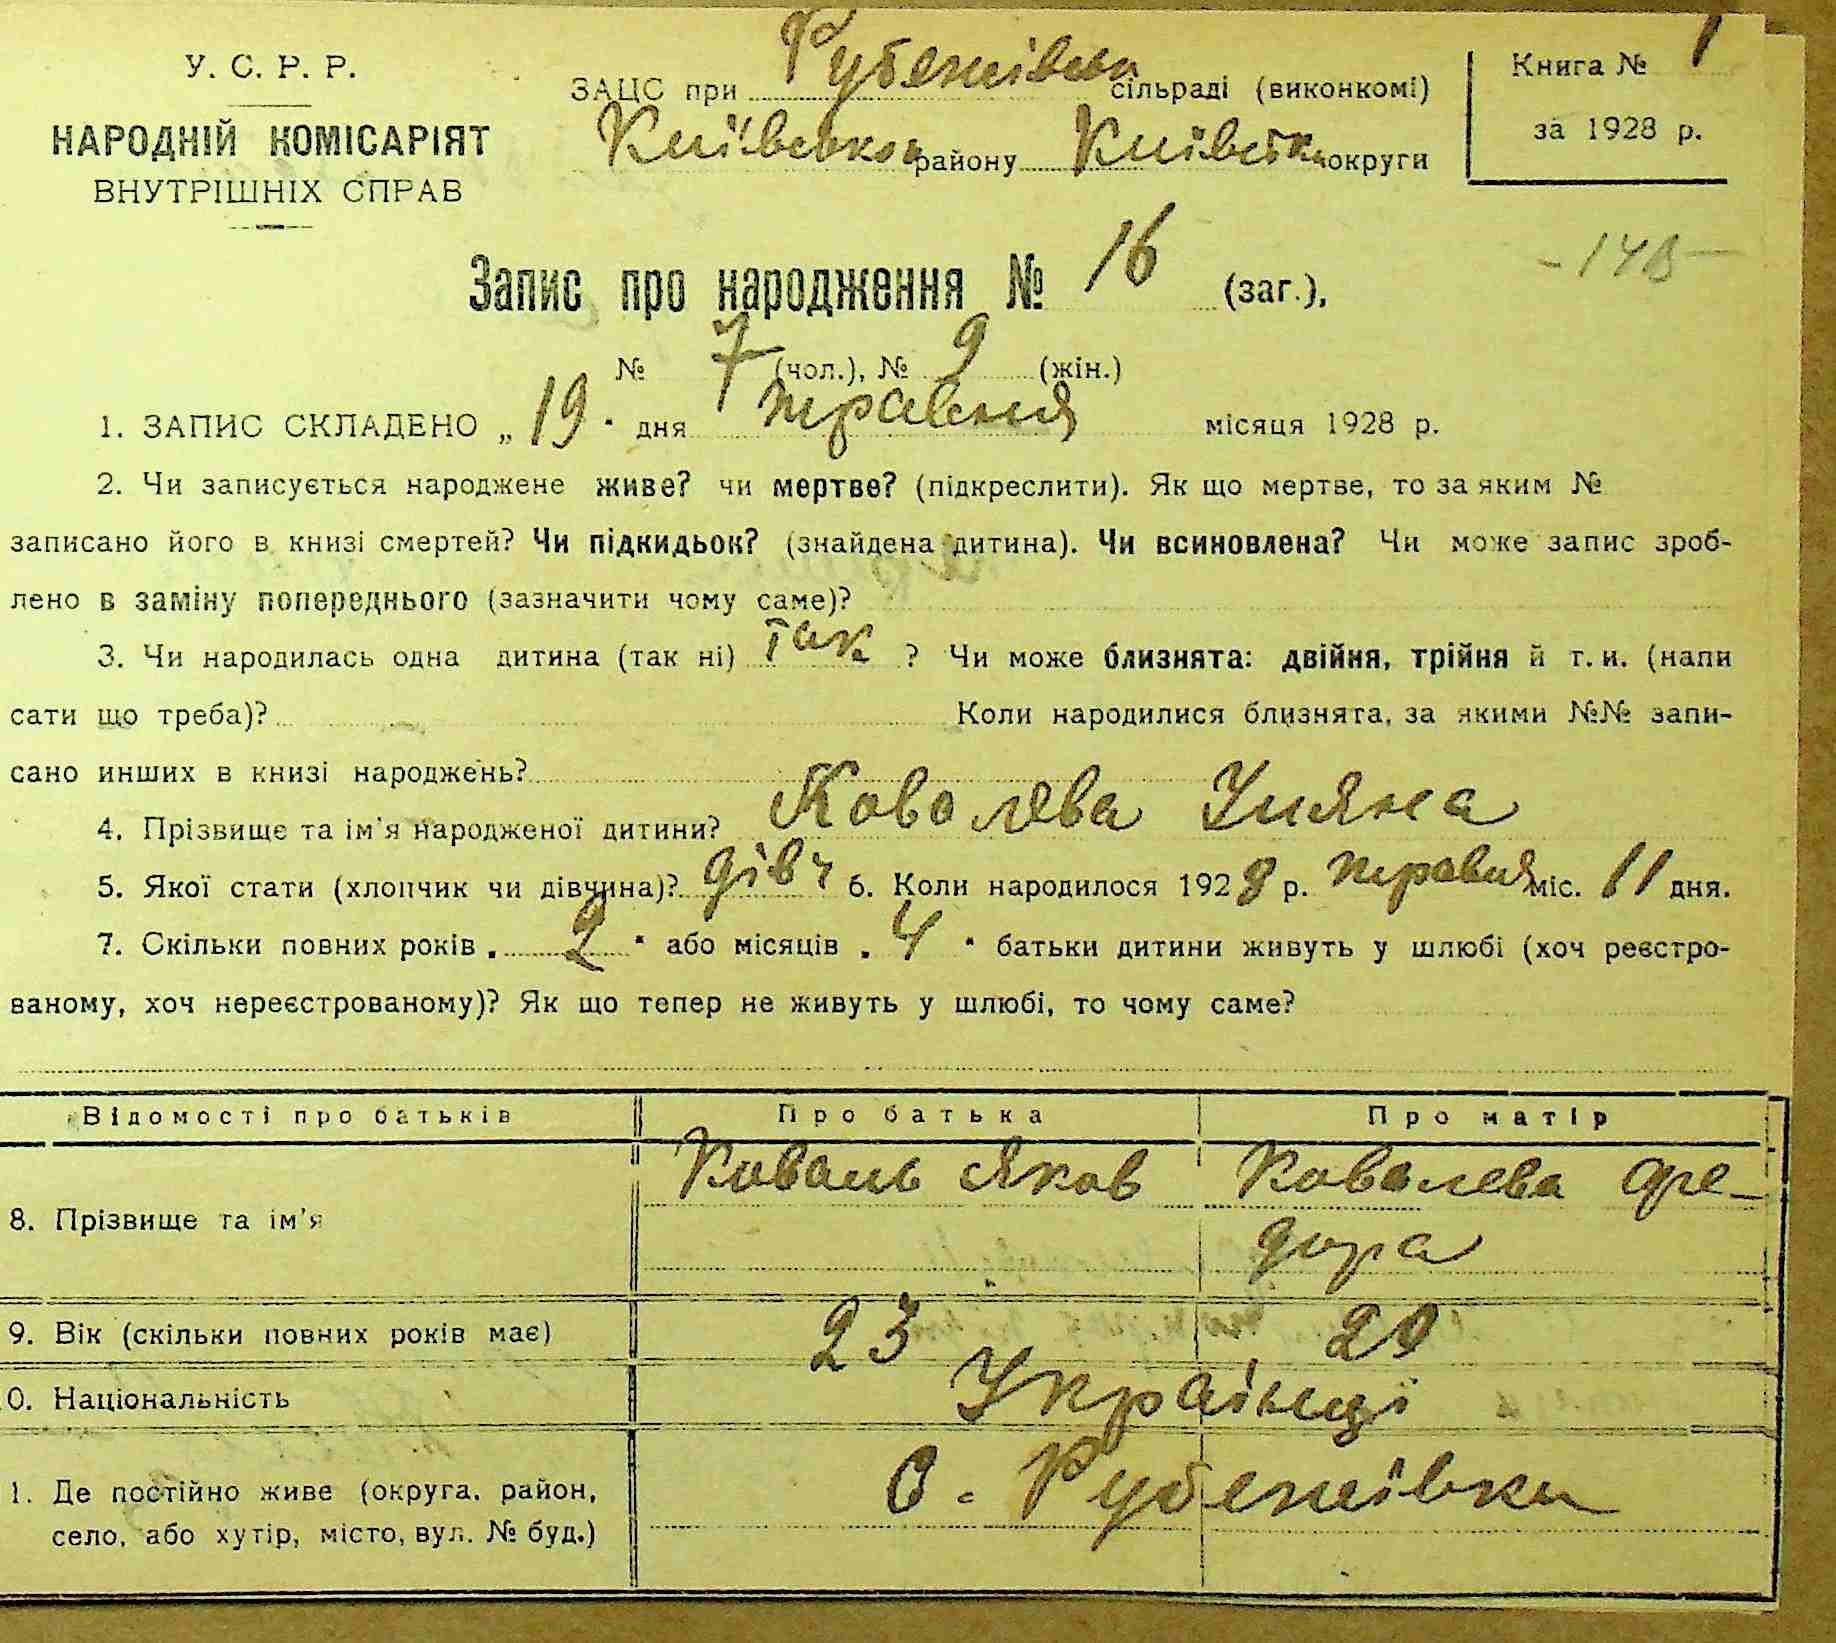 У. С. Р. Р.
НАРОДНІЙ КОМІСАРІЯТ
ВНУТРІШНІХ СПРАВ
ЗАЦС при Рубежівськ сільраді (виконкомі)
Київського району Київська округи
Книга № 1
за 1928 р.
Запис про народження № 16 (заг.),
№ 7 (чол.), № 9 (жін.)
1. ЗАПИС СКЛАДЕНО „19" дня травня місяця 1928 р.
2. Чи записується народжене живе? чи мертве? (підкреслити). Як що мертве, то за яким №
записано його в книзі смертей? Чи підкидьок? (знайдена дитина). Чи всиновлена? Чи може запис зроб-
лено в заміну попереднього (зазначити чому саме)?
3. Чи народилась одна дитина (так ні) так ? Чи може близнята: двійня, трійня й т. и. (напи
сати що треба)? Коли народилися близнята, за якими №№ запи-
сано инших в книзі народжень?
4. Прізвище та ім'я народженої дитини? Ковалева Уляна
5. Якої стати (хлопчик чи дівчина)? дівч 6. Коли народилося 1928 р. травня міс. 11 дня.
7. Скільки повних років „ 2 " або місяців „ 4 " батьки дитини живуть у шлюбі (хоч реєстро-
ваному, хоч нереєстрованому)? Як що тепер не живуть у шлюбі, то чому саме?
Відомості про батьків Про батька Про матір
8. Прізвище та ім'я Коваль Яков Ковалева Фе-
дора
9. Вік (скільки повних років має) 23 20
0. Національність Українці
1. Де постійно живе (округа, район,
село, або хутір, місто, вул. № буд.) С. Рубежівка